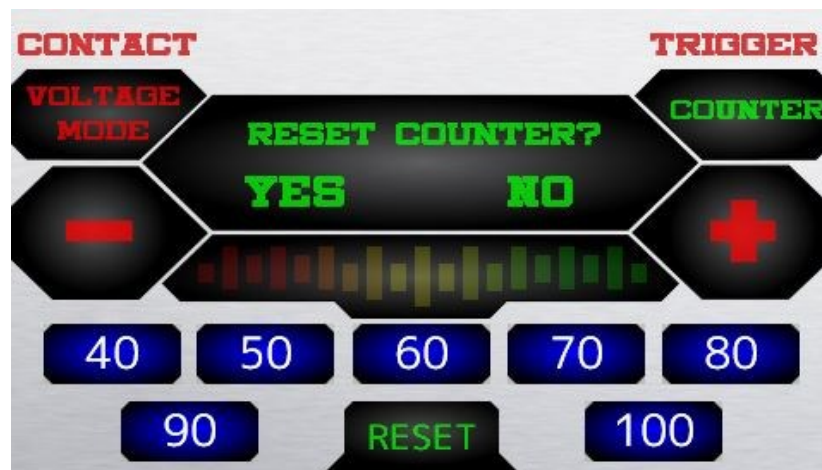 CONTACT
TRIGGER
VOLTAGE
MODE
COUNTER
RESET COUNTER?
YES NO
-
+
40 50 60 70 80
90 RESET 100